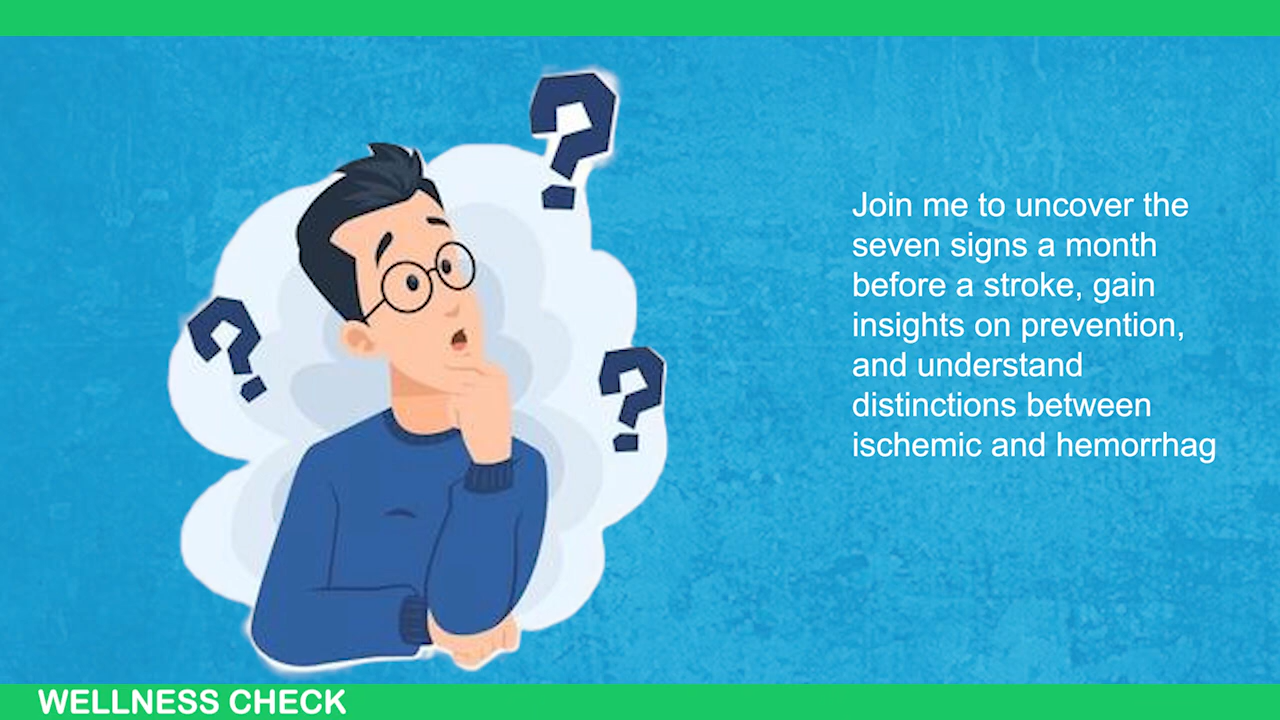 Join me to uncover the
seven signs a month
before a stroke, gain
insights on prevention,
and understand
distinctions between
ischemic and hemorrhag
WELLNESS CHECK